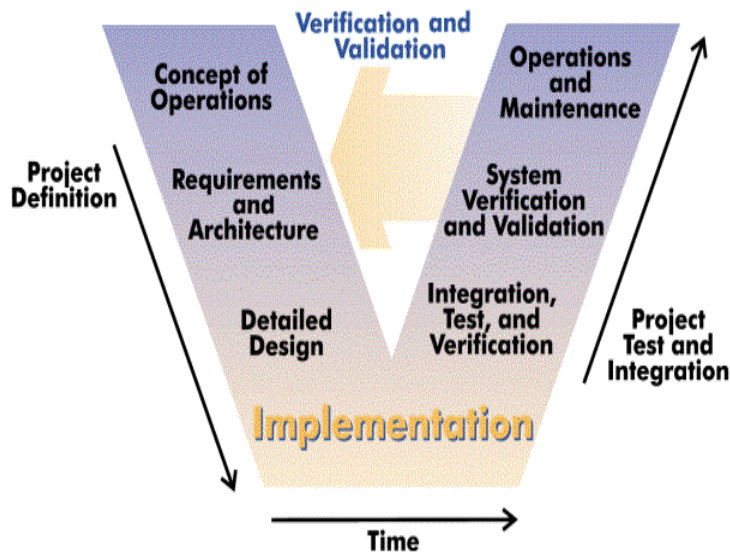 Verification and
Validation
Concept of
Operations
Operations
and
Maintenance
Project
Definition
Requirements
and
Architecture
System
Verification
and Validation
Detailed
Design
Integration,
Test, and
Verification
Project
Test and
Integration
Implementation
Time